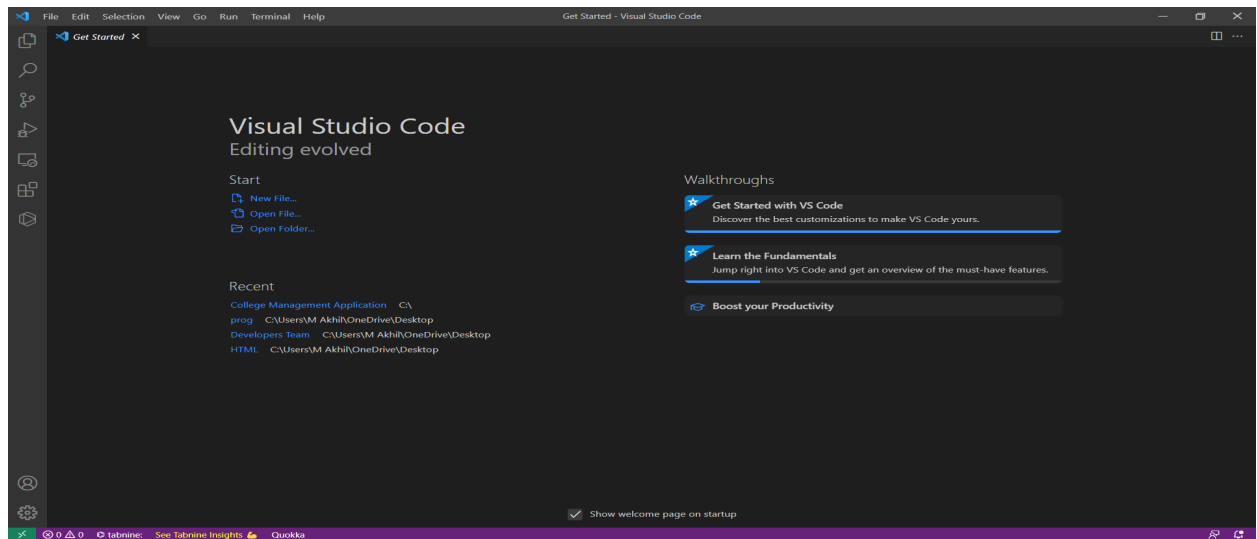 File Edit Selection View Go Run Terminal Help
Get Started - Visual Studio Code
Get Started
Visual Studio Code
Editing evolved
Start
New File...
Open File...
Open Folder...
Recent
College Management Application C:\
prog C:\Users\M Akhil\OneDrive\Desktop
Developers Team C:\Users\M Akhil\OneDrive\Desktop
HTML C:\Users\M Akhil\OneDrive\Desktop
Walkthroughs
Get Started with VS Code
Discover the best customizations to make VS Code yours.
Learn the Fundamentals
Jump right into VS Code and get an overview of the must-have features.
Boost your Productivity
Show welcome page on startup
0 0 tabnine: See Tabnine Insights 💪 Quokka